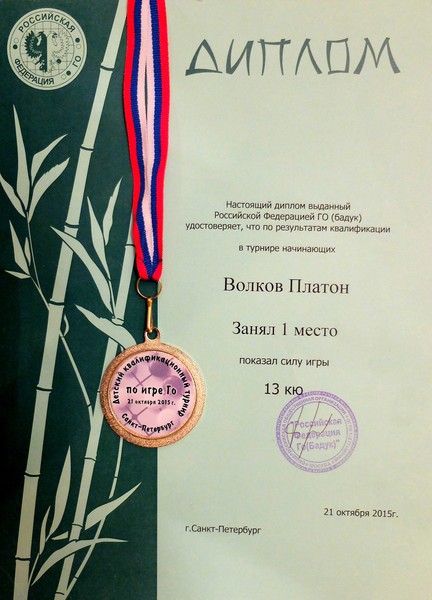 РОССИЙСКАЯ
ФЕДЕРАЦИЯ
ГО
ДИПЛОМ
Настоящий диплом выданный
Российской Федерацией ГО (бадук)
удостоверяет, что по результатам квалификации
в турнире начинающих
Волков Платон
Занял 1 место
показал силу игры
13 кю
Детский квалификационный турнир
по игре Го
21 октября 2015 г.
Санкт-Петербург
"Российская
Федерация
Го(Бадук)"
21 октября 2015г.
г.Санкт-Петербург